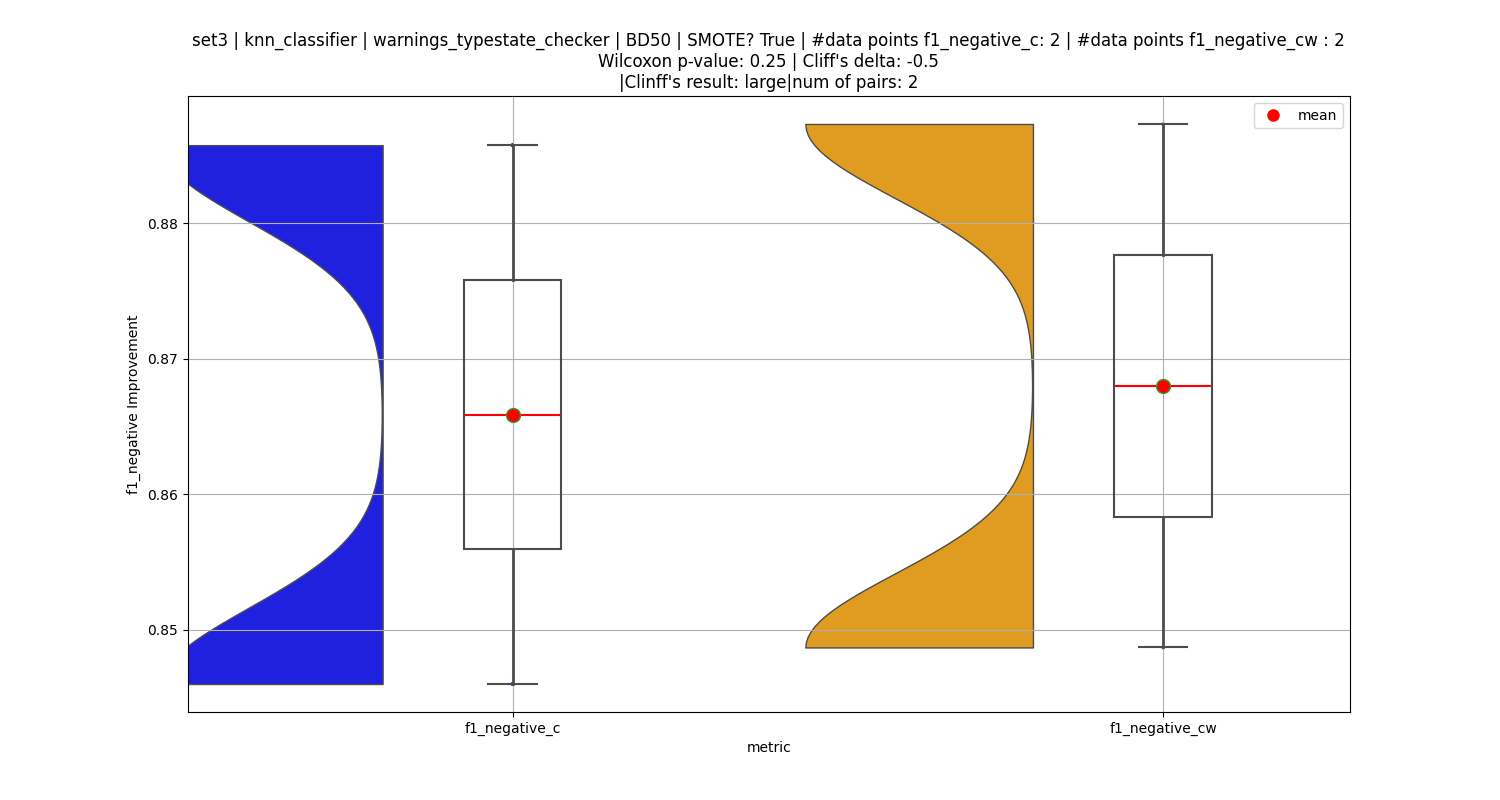 set3 | knn_classifier | warnings_typestate_checker | BD50 | SMOTE? True | #data points f1_negative_c: 2 | #data points f1_negative_cw : 2
Wilcoxon p-value: 0.25 | Cliff's delta: -0.5
|Clinff's result: large|num of pairs: 2
mean
f1_negative Improvement
0.88
0.87
0.86
0.85
f1_negative_c
f1_negative_cw
metric